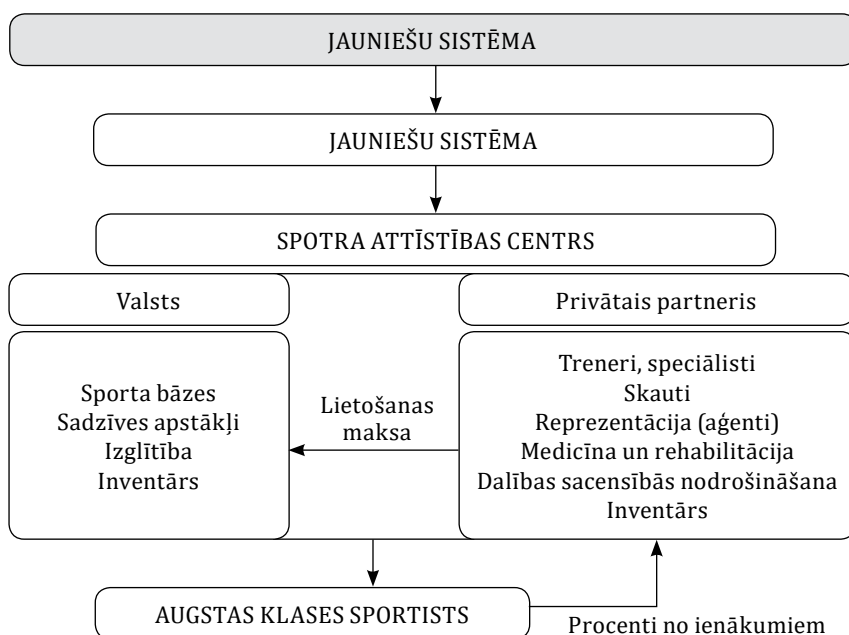 JAUNIEŠU SISTĒMA
JAUNIEŠU SISTĒMA
SPOTRA ATTĪSTĪBAS CENTRS
Valsts
Privātais partneris
Sporta bāzes
Sadzīves apstākļi
Izglītība
Inventārs
Lietošanas
maksa
Treneri, speciālisti
Skauti
Reprezentācija (aģenti)
Medicīna un rehabilitācija
Dalības sacensībās nodrošināšana
Inventārs
AUGSTAS KLASES SPORTISTS
Procenti no ienākumiem